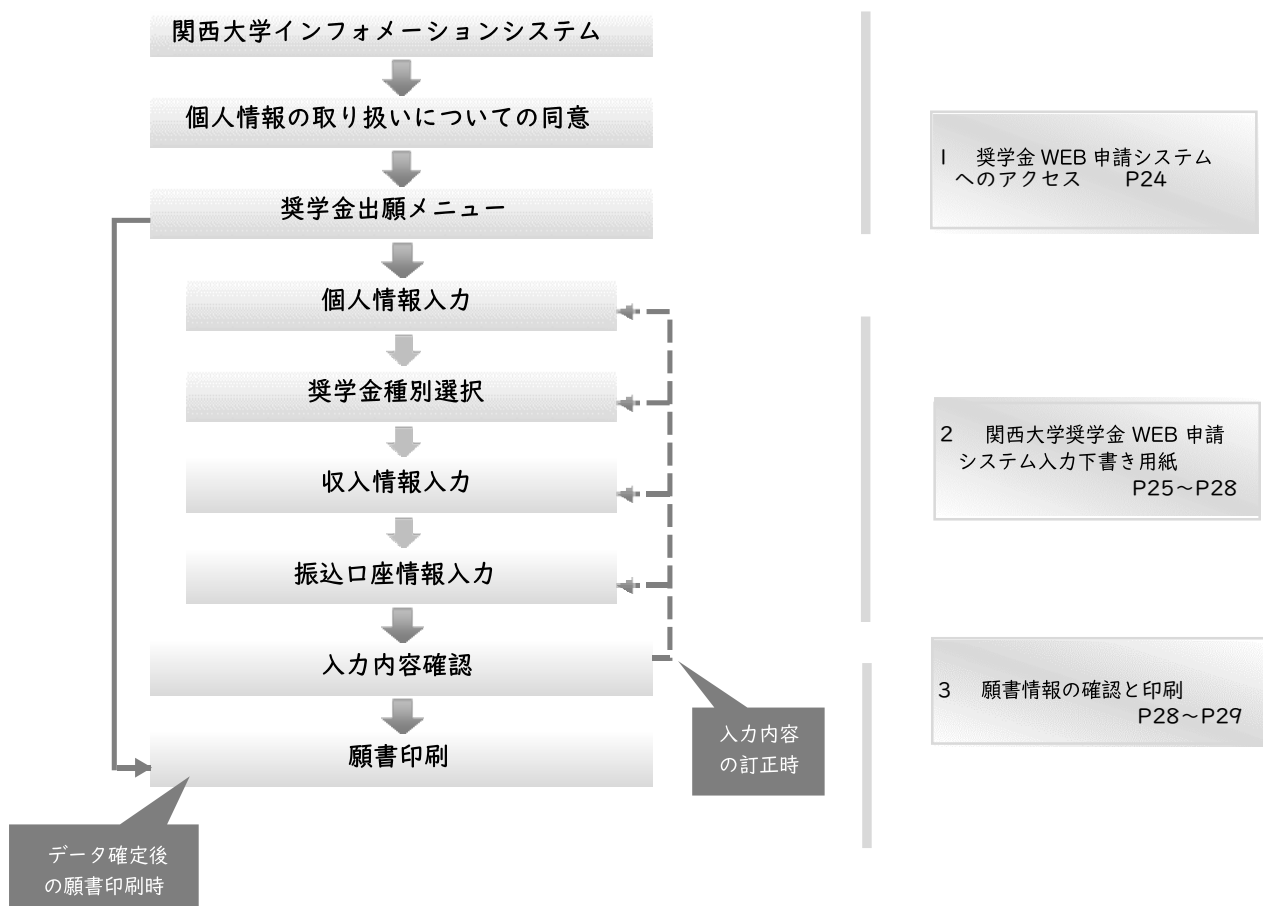 関西大学インフォメーションシステム
個人情報の取り扱いについての同意
奨学金出願メニュー
個人情報入力
奨学金種別選択
収入情報入力
振込口座情報入力
入力内容確認
願書印刷
入力内容
の訂正時
データ確定後
の願書印刷時
1 奨学金 WEB 申請システム
へのアクセス P24
2 関西大学奨学金 WEB 申請
システム入力下書き用紙
P25～P28
3 願書情報の確認と印刷
P28～P29